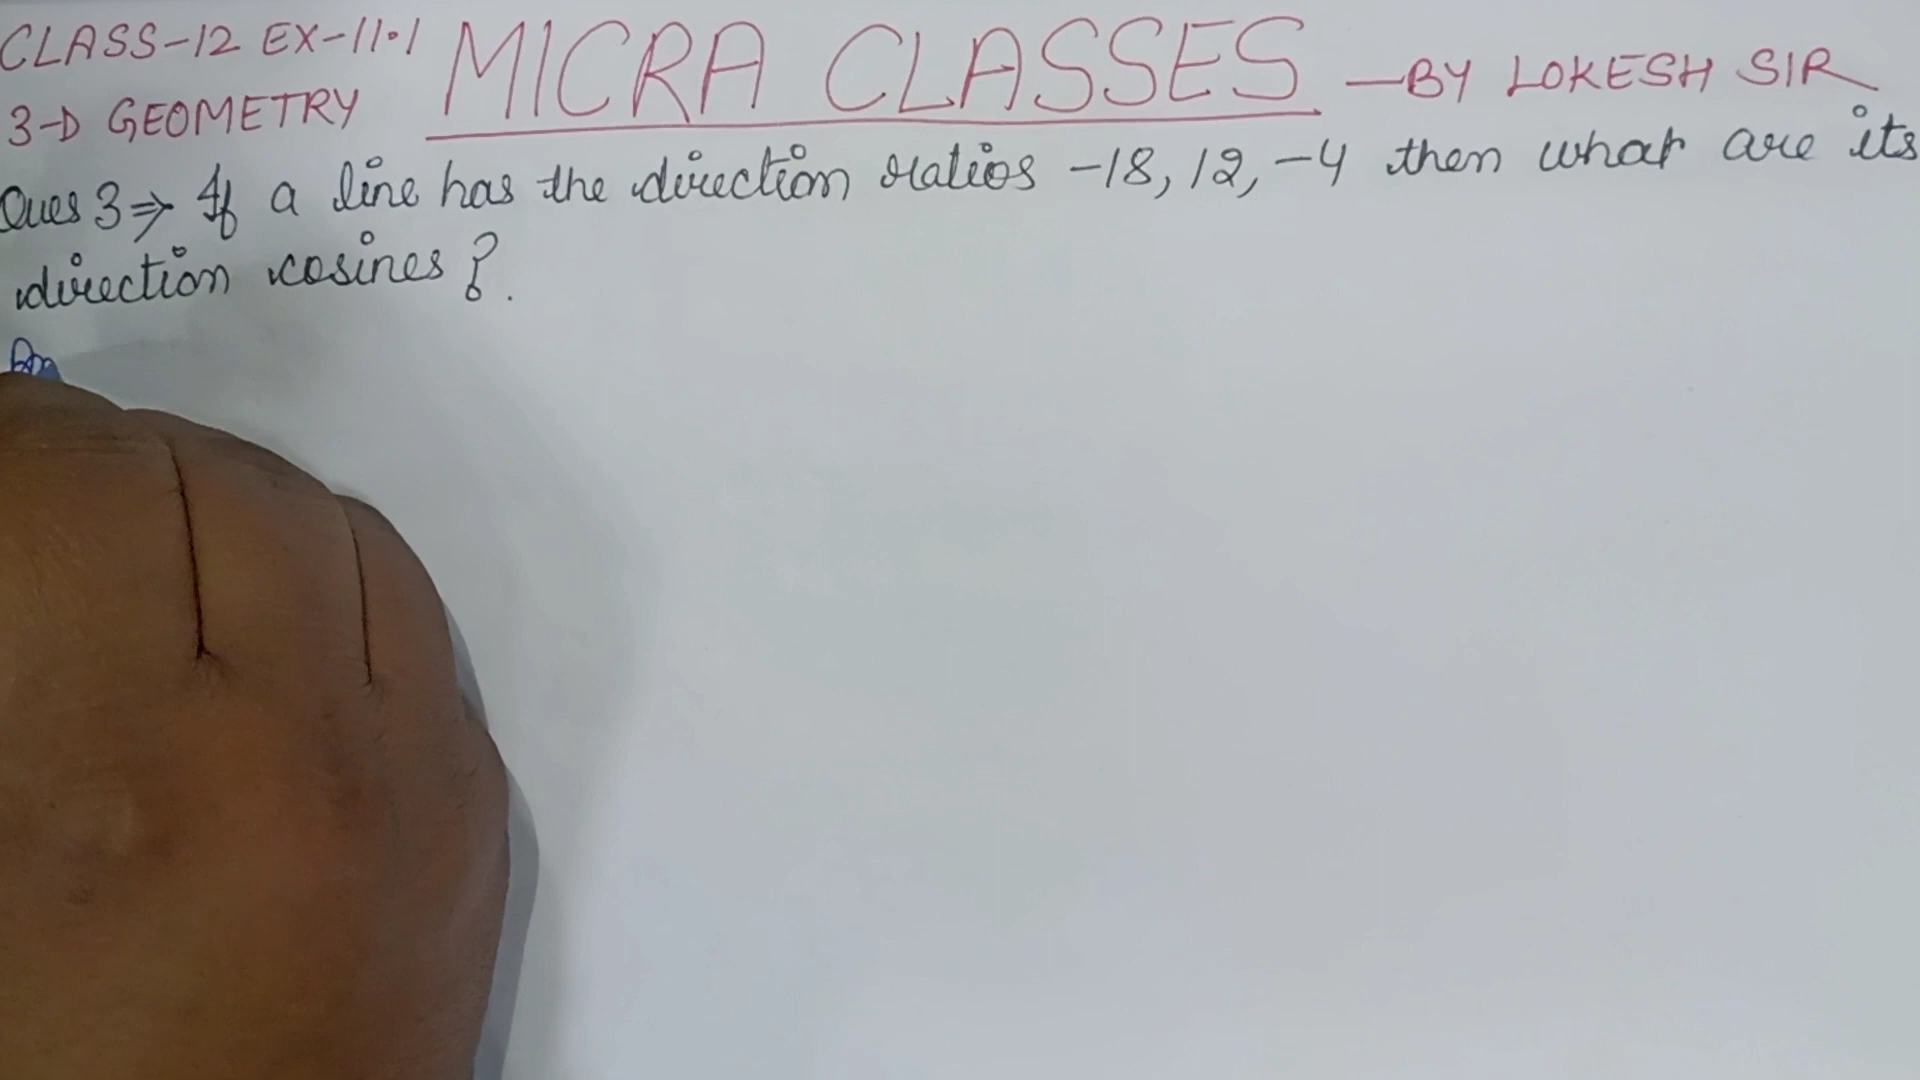 CLASS-12 EX-11.1 MICRA CLASSES -BY LOKESH SIR
3-D GEOMETRY
Ques 3⇒ If a line has the direction ratios -18, 12, -4 then what are its
direction cosines ?.